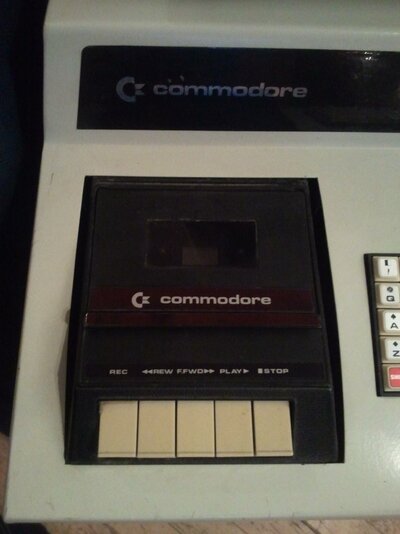 commodore
commodore
REC ◀◀REW F.FWD▶▶ PLAY▶ ▮STOP
!
Q
A
Z